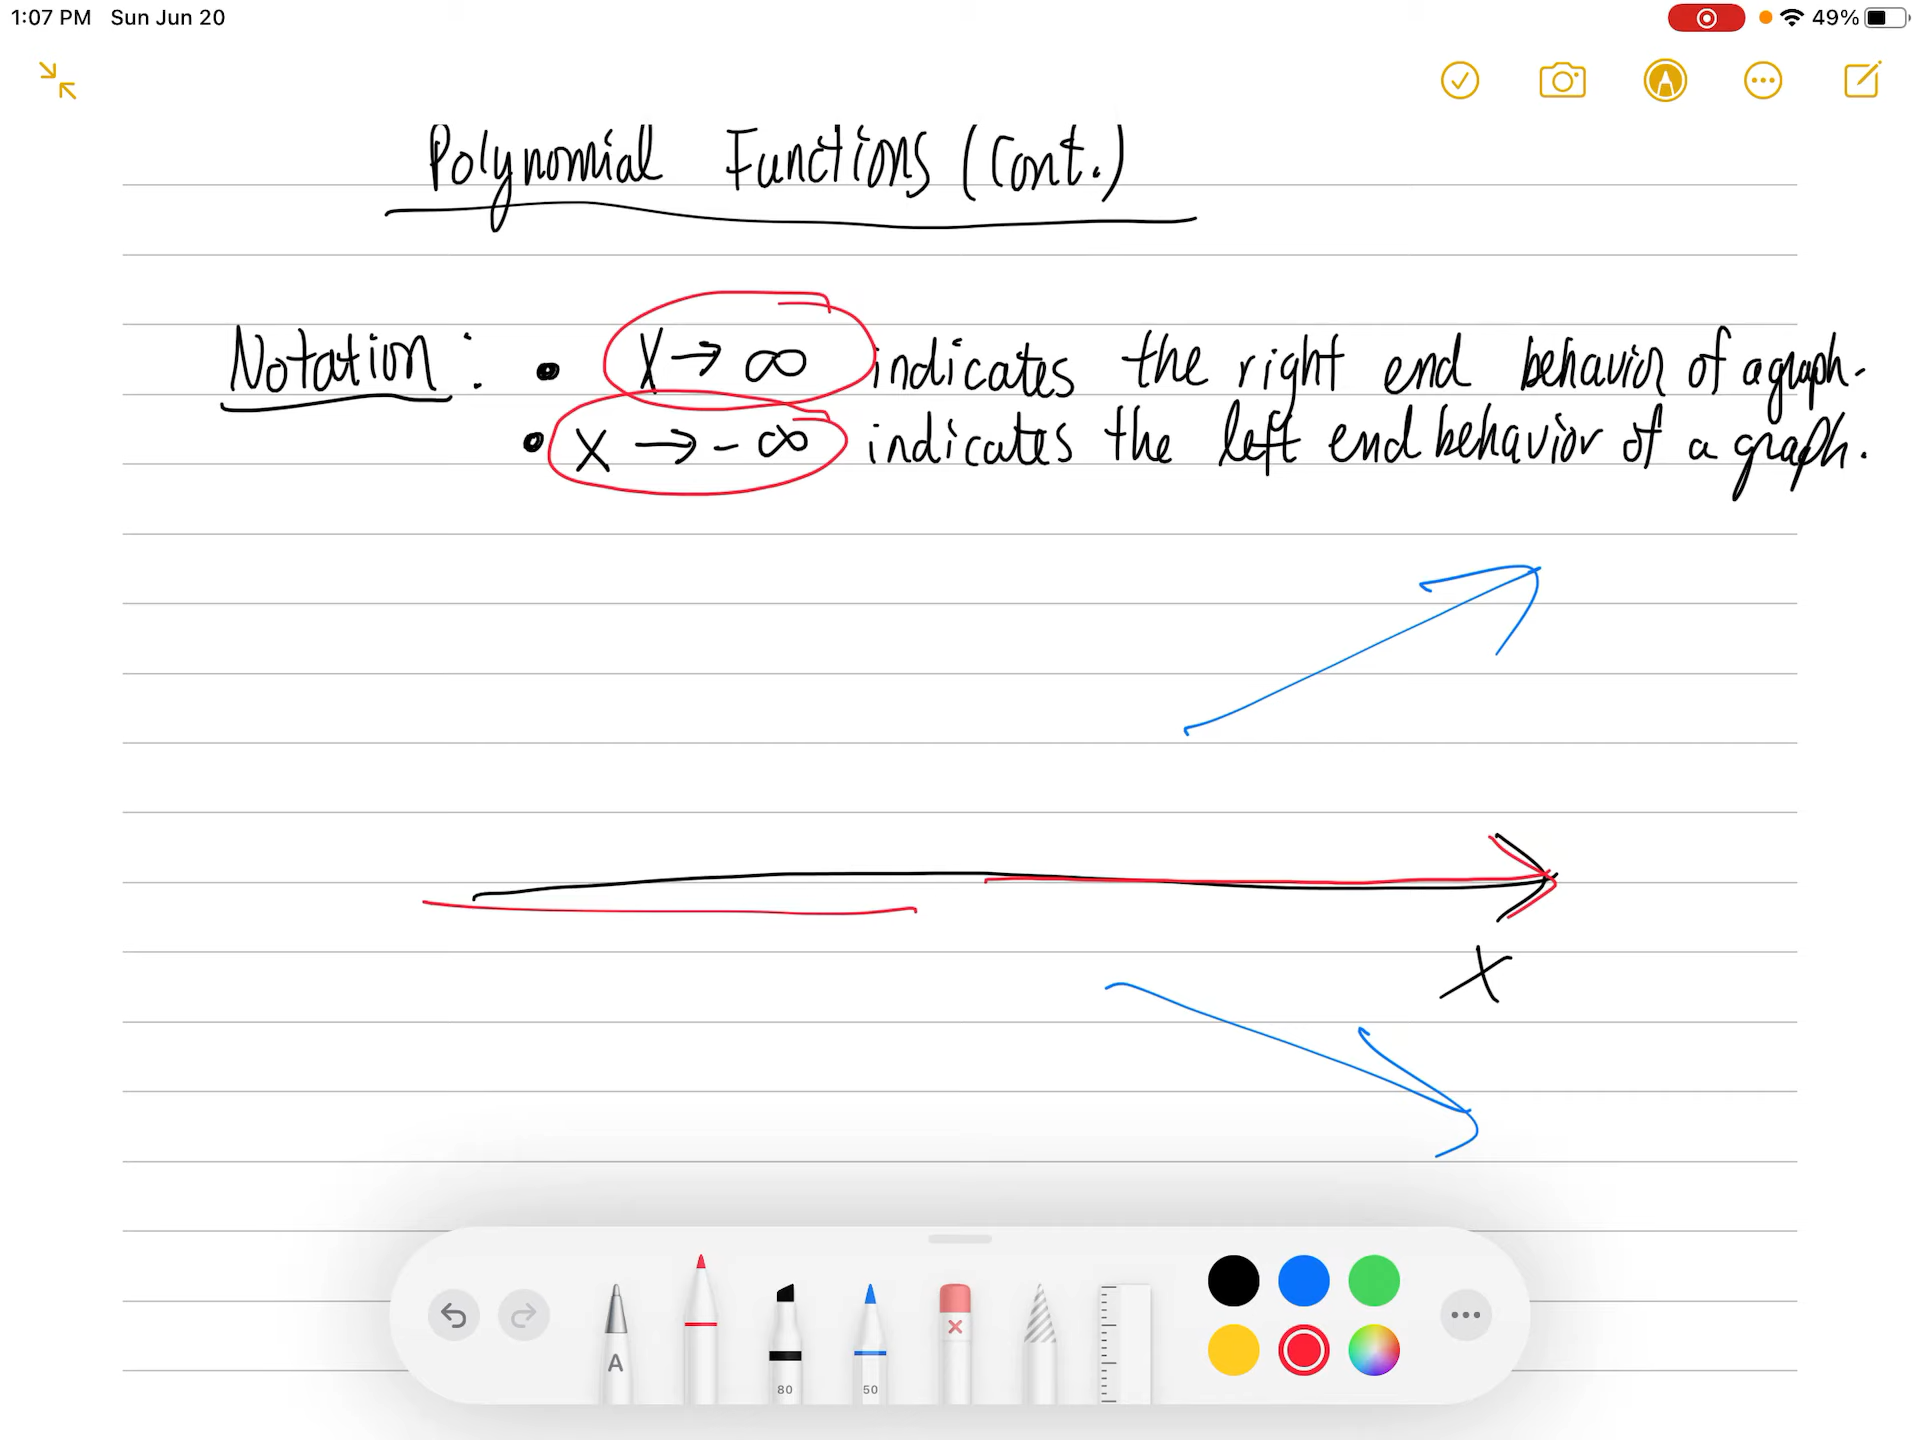 1:07 PM Sun Jun 20 49%
Polynomial Functions (Cont.)
Notation: • X → ∞ indicates the right end behavior of a graph.
• X → - ∞ indicates the left end behavior of a graph.
X
A 80 50